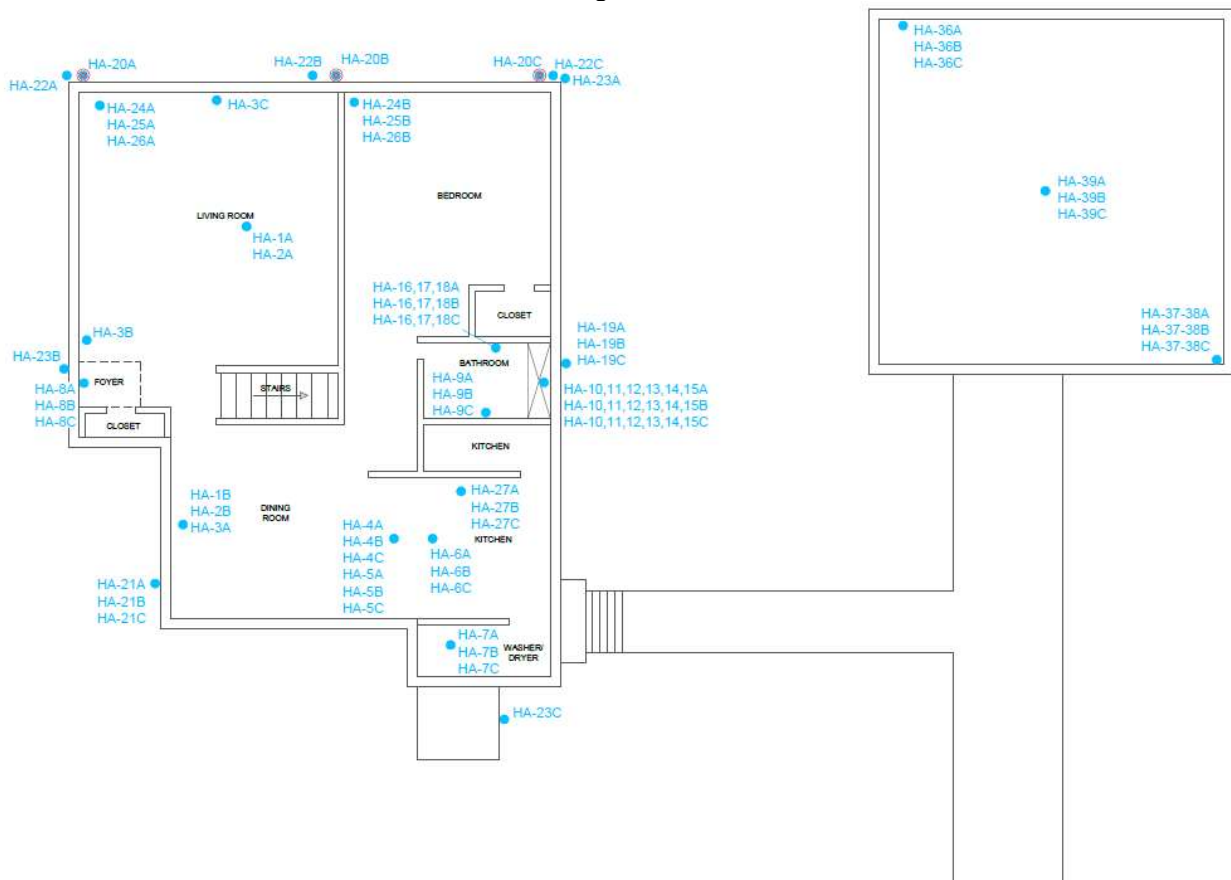 HA-36A
HA-36B
HA-36C
HA-20A
HA-22B
HA-20B
HA-20C
HA-22C
HA-23A
HA-22A
HA-24A
HA-25A
HA-26A
HA-3C
HA-24B
HA-25B
HA-26B
HA-39A
HA-39B
HA-39C
BEDROOM
LIVING ROOM
HA-1A
HA-2A
HA-16,17,18A
HA-16,17,18B
HA-16,17,18C
CLOSET
HA-37-38A
HA-37-38B
HA-37-38C
HA-3B
HA-23B
HA-19A
HA-19B
HA-19C
BATHROOM
FOYER
HA-8A
HA-8B
HA-8C
STAIRS
HA-9A
HA-9B
HA-9C
HA-10,11,12,13,14,15A
HA-10,11,12,13,14,15B
HA-10,11,12,13,14,15C
CLOSET
KITCHEN
HA-1B
HA-2B
HA-3A
DINING
ROOM
HA-27A
HA-27B
HA-27C
KITCHEN
HA-4A
HA-4B
HA-4C
HA-5A
HA-5B
HA-5C
HA-6A
HA-6B
HA-6C
HA-21A
HA-21B
HA-21C
HA-7A
HA-7B
HA-7C
WASHER/
DRYER
HA-23C